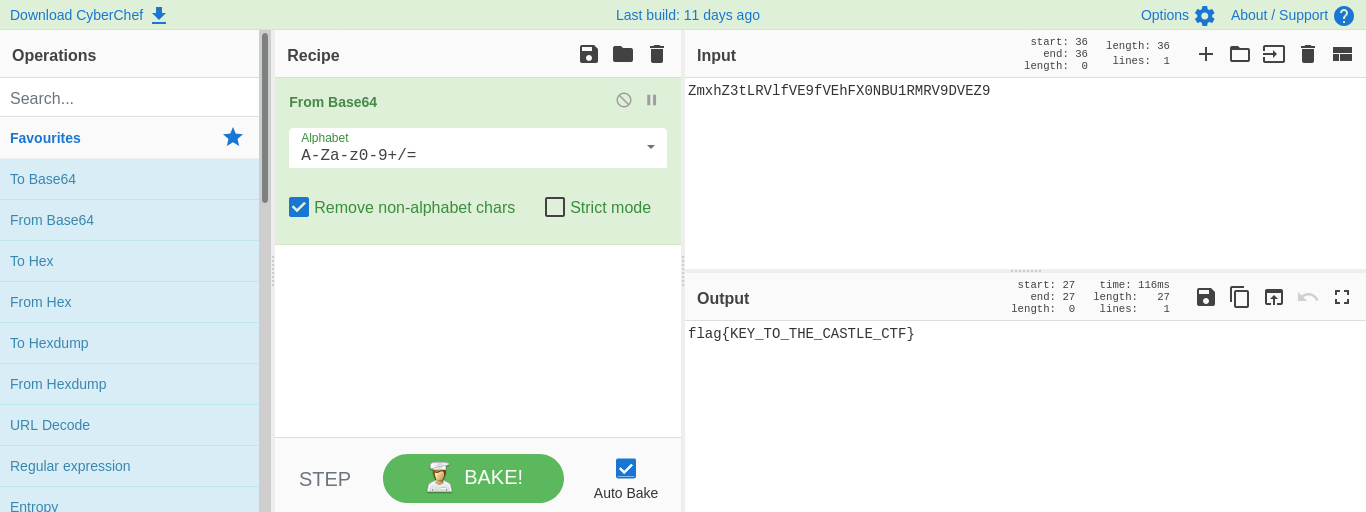 Download CyberChef
Last build: 11 days ago
Options
About / Support
Operations
Search...
Favourites
To Base64
From Base64
To Hex
From Hex
To Hexdump
From Hexdump
URL Decode
Regular expression
Entropy
Recipe
From Base64
Alphabet
A-Za-z0-9+/=
Remove non-alphabet chars
Strict mode
STEP
BAKE!
Auto Bake
Input
start: 36
end: 36
length: 0
length: 36
lines: 1
ZmxhZ3tLRVlfVE9fVEhFX0NBU1RMRV9DVEZ9
Output
start: 27
end: 27
length: 0
time: 116ms
length: 27
lines: 1
flag{KEY_TO_THE_CASTLE_CTF}